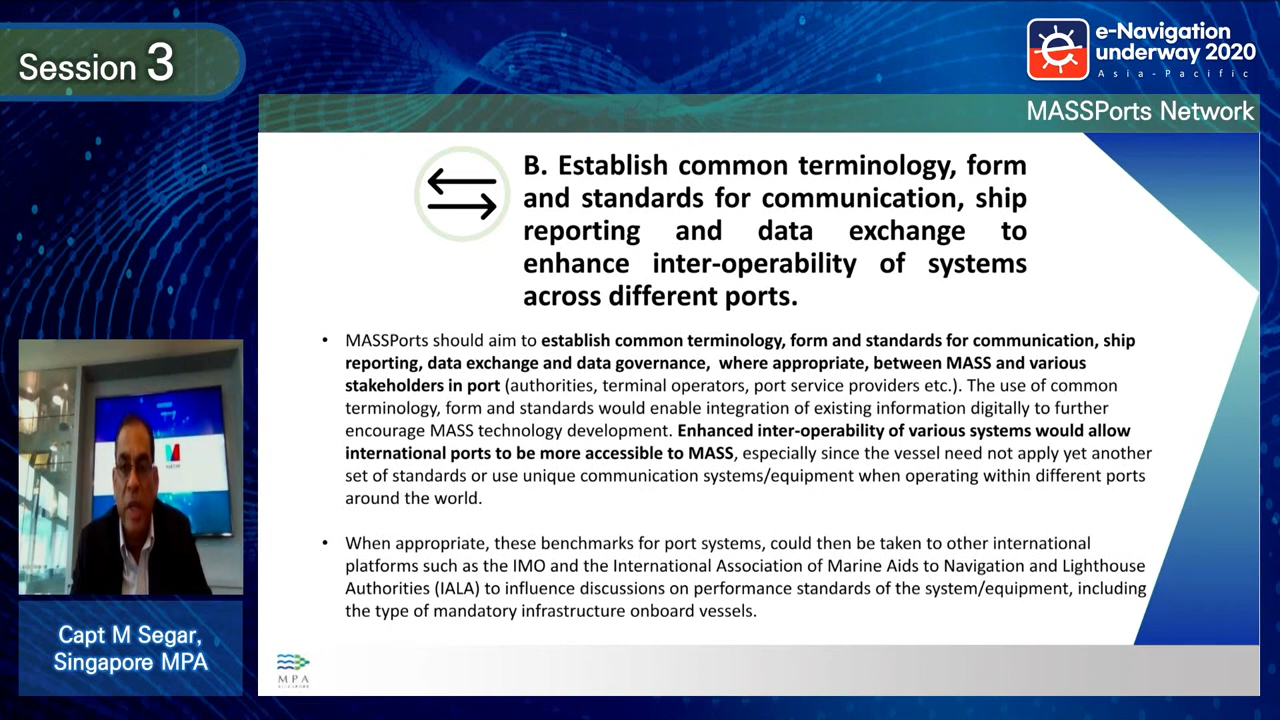 Session 3
e-Navigation
underway 2020
Asia-Pacific
MASSPorts Network
B. Establish common terminology, form
and standards for communication, ship
reporting and data exchange to
enhance inter-operability of systems
across different ports.
• MASSPorts should aim to establish common terminology, form and standards for communication, ship
reporting, data exchange and data governance, where appropriate, between MASS and various
stakeholders in port (authorities, terminal operators, port service providers etc.). The use of common
terminology, form and standards would enable integration of existing information digitally to further
encourage MASS technology development. Enhanced inter-operability of various systems would allow
international ports to be more accessible to MASS, especially since the vessel need not apply yet another
set of standards or use unique communication systems/equipment when operating within different ports
around the world.
• When appropriate, these benchmarks for port systems, could then be taken to other international
platforms such as the IMO and the International Association of Marine Aids to Navigation and Lighthouse
Authorities (IALA) to influence discussions on performance standards of the system/equipment, including
the type of mandatory infrastructure onboard vessels.
Capt M Segar,
Singapore MPA
MPA
SINGAPORE